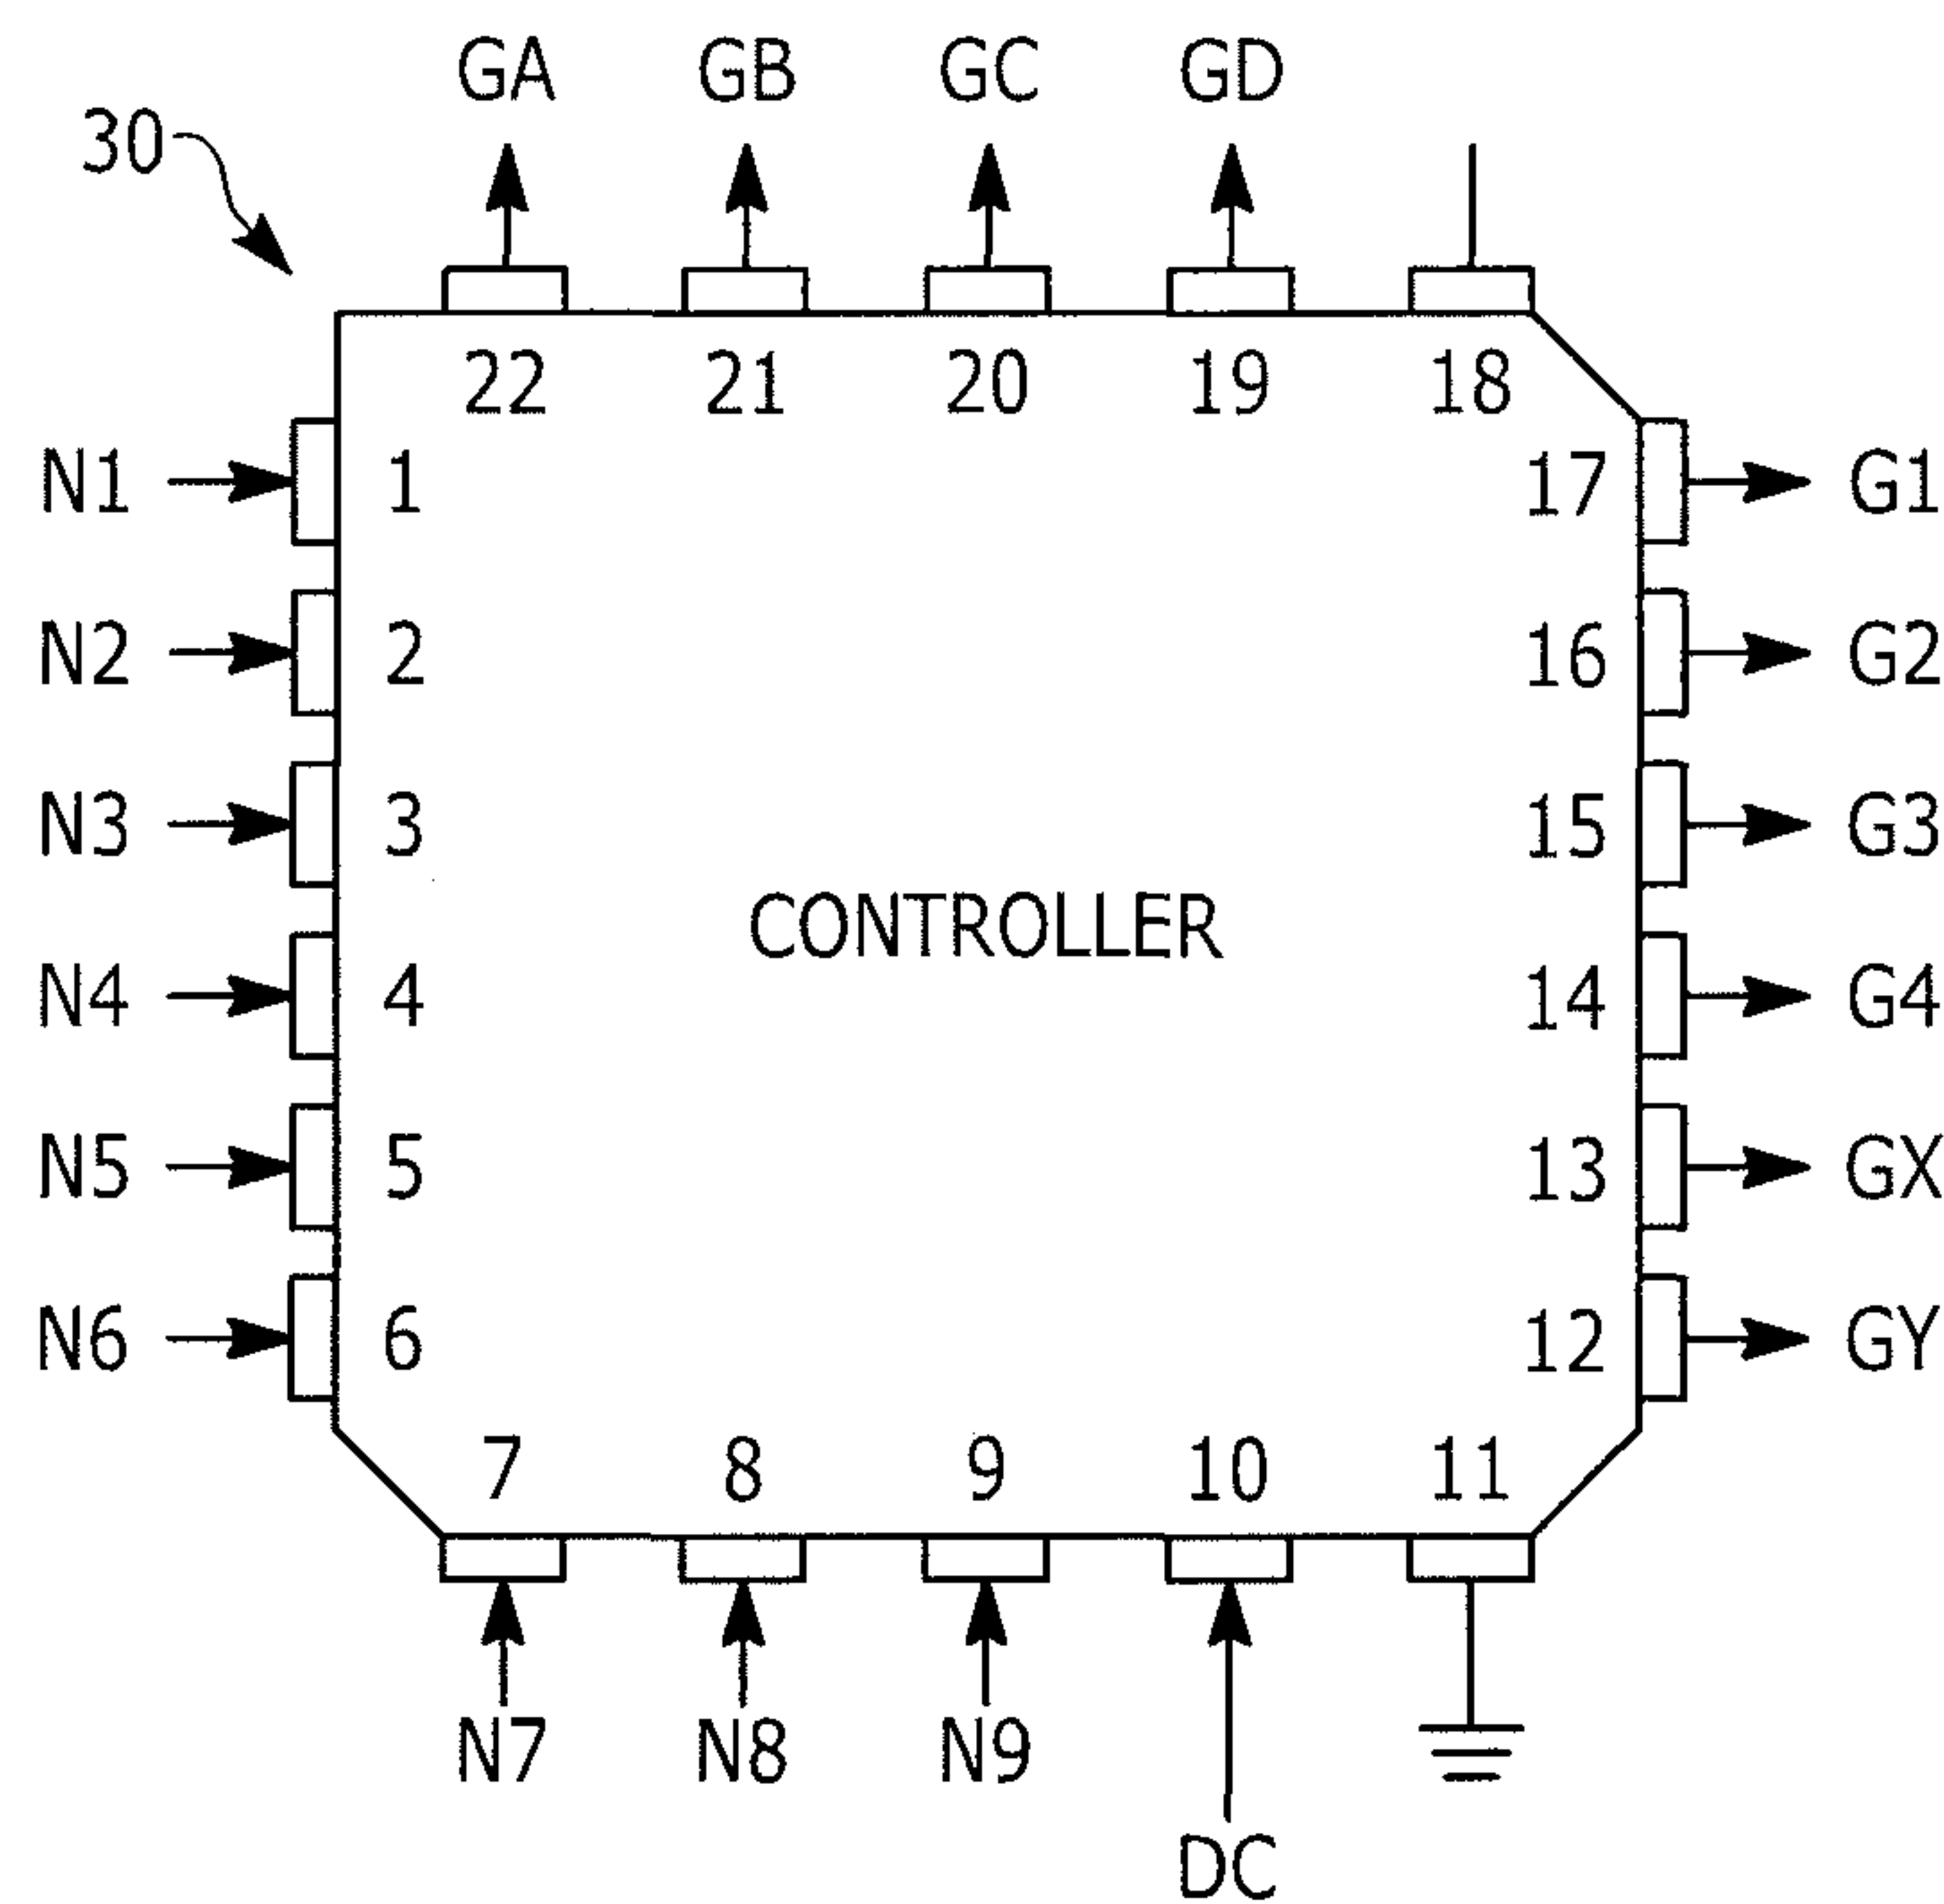 GA GB GC GD
30
22 21 20 19 18
N1 1 17 G1
N2 2 16 G2
N3 3 15 G3
CONTROLLER
N4 4 14 G4
N5 5 13 GX
N6 6 12 GY
7 8 9 10 11
N7 N8 N9
DC